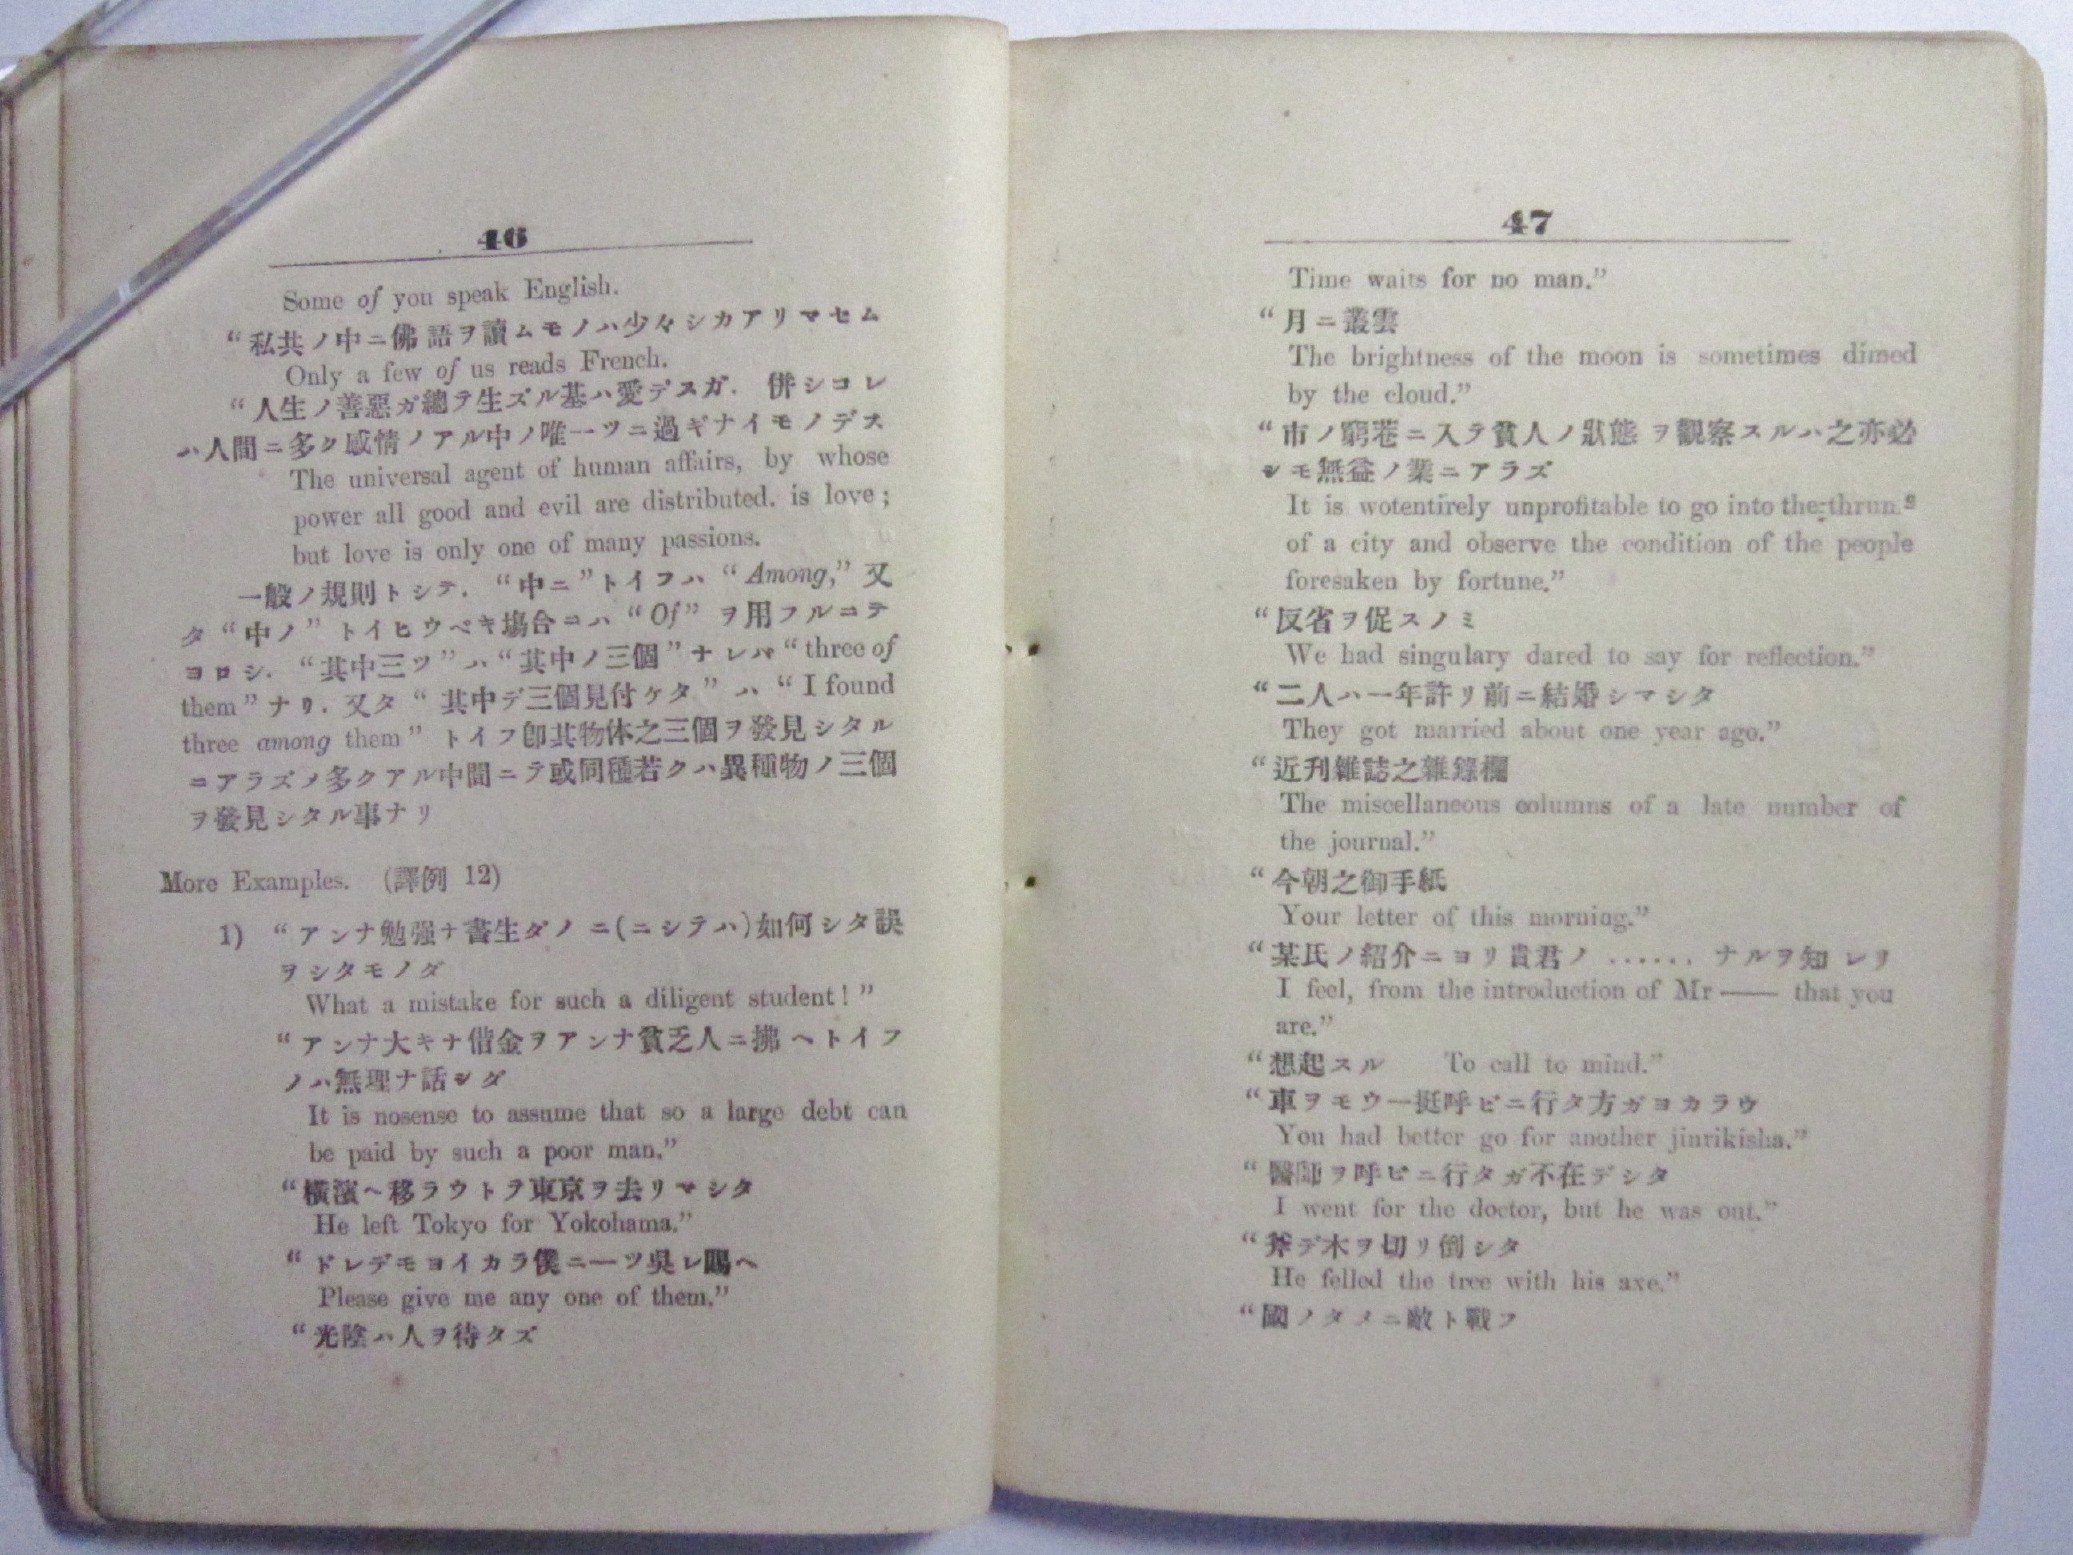 46
Some of you speak English.
“私共ノ中ニ佛語ヲ讀ムモノハ少々シカアリマセム
Only a few of us reads French.
“人生ノ善惡ガ總テ生ズル基ハ愛デスガ. 併シコレ
ハ人間ニ多ク感情ノアル中ノ唯一ツニ過ギナイモノデス
The universal agent of human affairs, by whose
power all good and evil are distributed. is love;
but love is only one of many passions.
一般ノ規則トシテ. “中ニ”トイフハ “Among,” 又
タ “中ノ” トイヒウベキ塲合ニハ “Of” ヲ用フルコテ
ヨロシ. “其中三ツ”ハ “其中ノ三個”ナレバ “three of
them”ナリ. 又タ “其中デ三個見付ケタ” ハ “I found
three among them” トイフ卽其物体之三個ヲ發見シタル
ニアラズメ多クアル中間ニテ或同種若クハ異種物ノ三個
ヲ發見シタル事ナリ
More Examples. (譯例 12)
1) “アンナ勉强ナ書生ダノニ(ニシテハ)如何シタ誤
ヲシタモノダ
What a mistake for such a diligent student!”
“アンナ大キナ借金ヲアンナ貧乏人ニ拂ヘトイフ
ノハ無理ナ話シダ
It is nosense to assume that so a large debt can
be paid by such a poor man.”
“橫濱ヘ移ラウトテ東京ヲ去リマシタ
He left Tokyo for Yokohama.”
“ドレデモヨイカラ僕ニ一ツ吳レ賜ヘ
Please give me any one of them.”
“光陰ハ人ヲ待タズ
47
Time waits for no man.”
“月ニ叢雲
The brightness of the moon is sometimes dimed
by the cloud.”
“市ノ窮巷ニ入テ貧人ノ狀態ヲ觀察スルハ之亦必
シモ無益ノ業ニアラズ
It is wotentirely unprofitable to go into the
of a city and observe the condition of the people
foresaken by fortune.”
“反省ヲ促スノミ
We had singulary dared to say for reflection.”
“二人ハ一年許リ前ニ結婚シマシタ
They got married about one year ago.”
“近刋雜誌之雜錄欄
The miscellaneous columns of a late number of
the journal.”
“今朝之御手紙
Your letter of this morning.”
“某氏ノ紹介ニヨリ貴君ノ ...... ナルヲ知レリ
I feel, from the introduction of Mr —— that you
are.”
“想起スル To call to mind.”
“車ヲモウ一挺呼ビニ行タ方ガヨカラウ
You had better go for another jinrikisha.”
“醫師ヲ呼ビニ行タガ不在デシタ
I went for the doctor, but he was out.”
“斧デ木ヲ切リ倒シタ
He felled the tree with his axe.”
“國ノタメニ敵ト戰フ